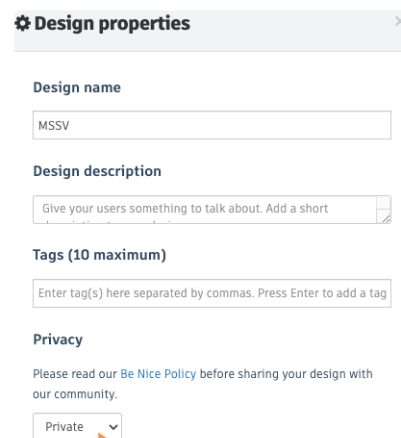 Design properties
Design name
MSSV
Design description
Give your users something to talk about. Add a short
Tags (10 maximum)
Enter tag(s) here separated by commas. Press Enter to add a tag
Privacy
Please read our Be Nice Policy before sharing your design with
our community.
Private